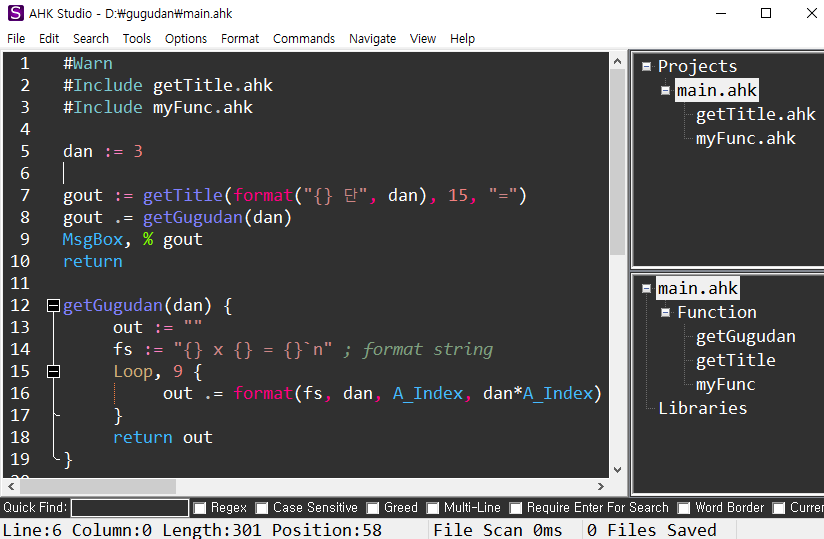 AHK Studio - D:₩gugudan₩main.ahk
File Edit Search Tools Options Format Commands Navigate View Help
1 #Warn
2 #Include getTitle.ahk
3 #Include myFunc.ahk
4
5 dan := 3
6
7 gout := getTitle(format("{} 단", dan), 15, "=")
8 gout .= getGugudan(dan)
9 MsgBox, % gout
10 return
11
12 getGugudan(dan) {
13 out := ""
14 fs := "{} x {} = {}`n" ; format string
15 Loop, 9 {
16 out .= format(fs, dan, A_Index, dan*A_Index)
17 }
18 return out
19 }
Projects
main.ahk
getTitle.ahk
myFunc.ahk
main.ahk
Function
getGugudan
getTitle
myFunc
Libraries
Quick Find: Regex Case Sensitive Greed Multi-Line Require Enter For Search Word Border
Line:6 Column:0 Length:301 Position:58 File Scan 0ms 0 Files Saved